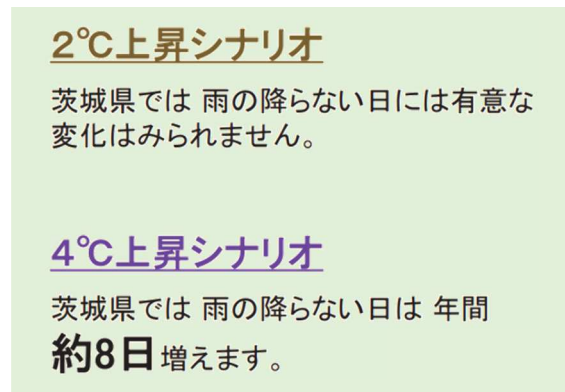 2℃上昇シナリオ
茨城県では 雨の降らない日には有意な
変化はみられません。
4℃上昇シナリオ
茨城県では 雨の降らない日は 年間
約8日増えます。